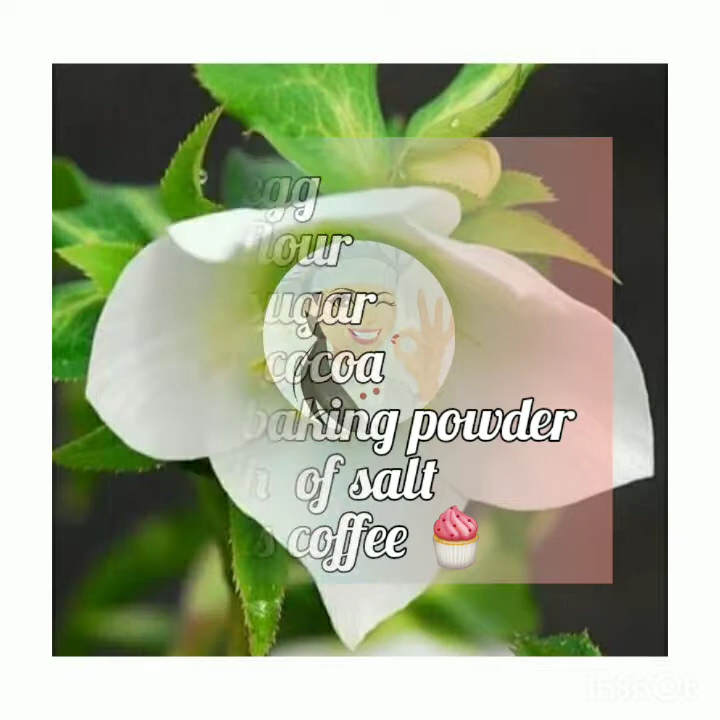 egg
flour
sugar
cocoa
baking powder
of salt
coffee